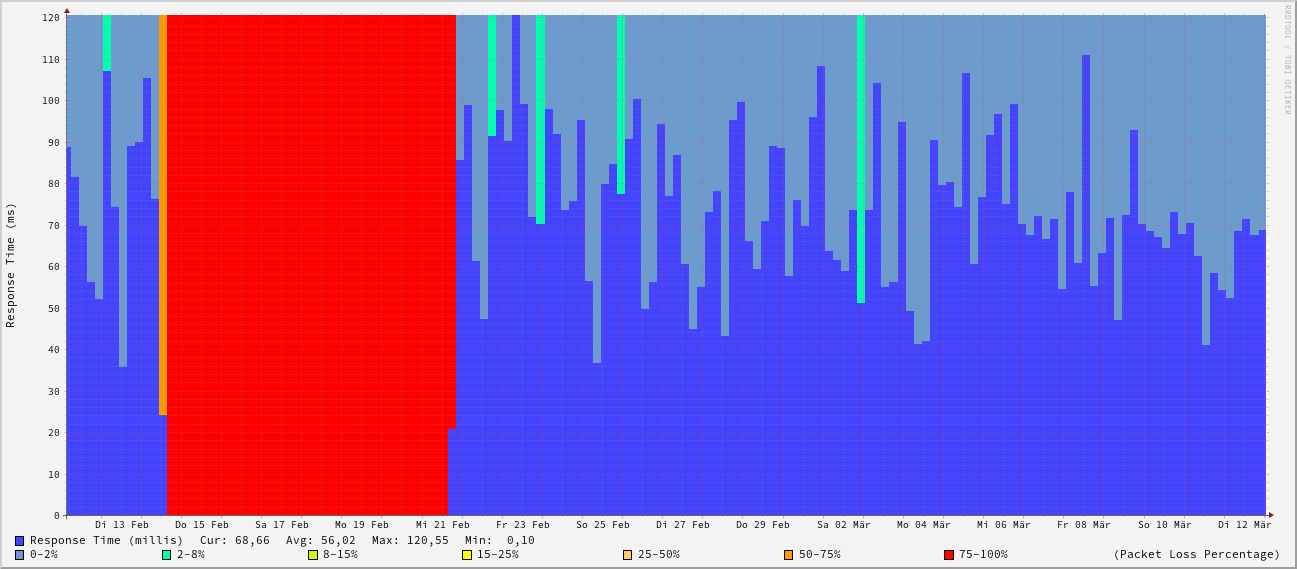 RRDTOOL / TOBI OETIKER
Response Time (ms)
120
110
100
90
80
70
60
50
40
30
20
10
0
Di 13 Feb Do 15 Feb Sa 17 Feb Mo 19 Feb Mi 21 Feb Fr 23 Feb So 25 Feb Di 27 Feb Do 29 Feb Sa 02 Mär Mo 04 Mär Mi 06 Mär Fr 08 Mär So 10 Mär Di 12 Mär
Response Time (millis) Cur: 68,66 Avg: 56,02 Max: 120,55 Min: 0,10
0-2% 2-8% 8-15% 15-25% 25-50% 50-75% 75-100% (Packet Loss Percentage)